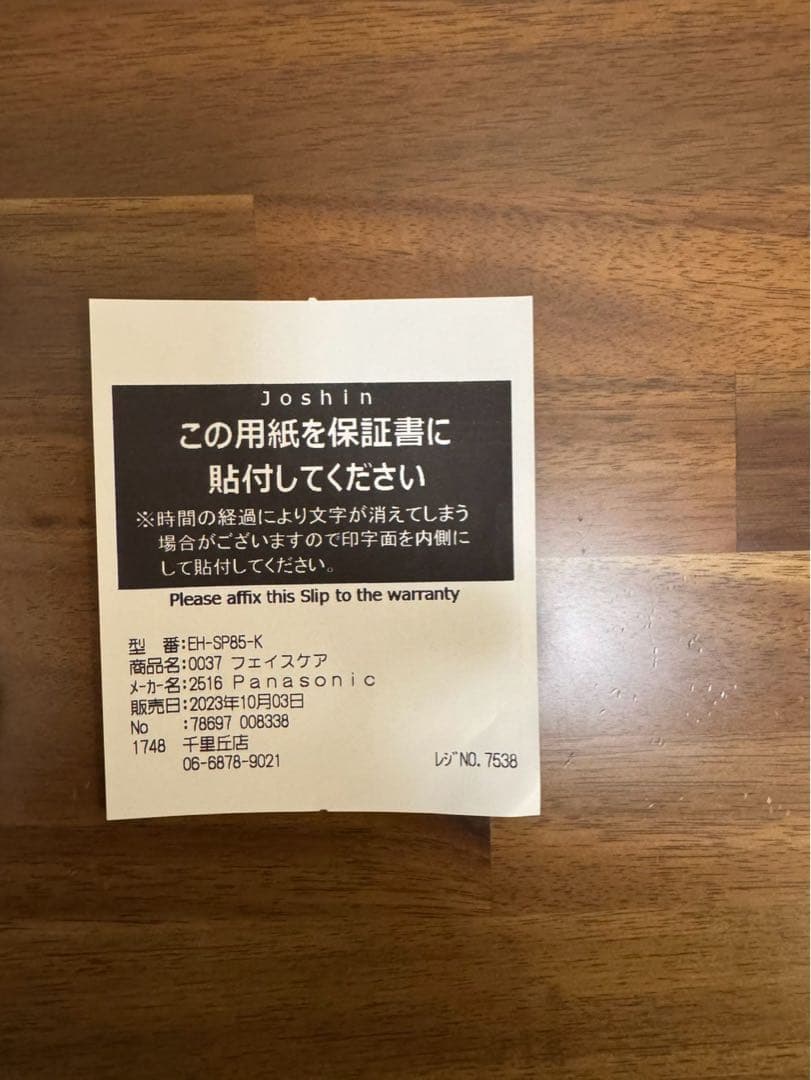 Joshin
この用紙を保証書に
貼付してください
※時間の経過により文字が消えてしまう
場合がございますので印字面を内側に
して貼付してください。
Please affix this Slip to the warranty
型　番:EH-SP85-K
商品名:0037 フェイスケア
メーカー名:2516 Panasonic
販売日:2023年10月03日
No　:78697 008338
1748　千里丘店
06-6878-9021　レジNO. 7538